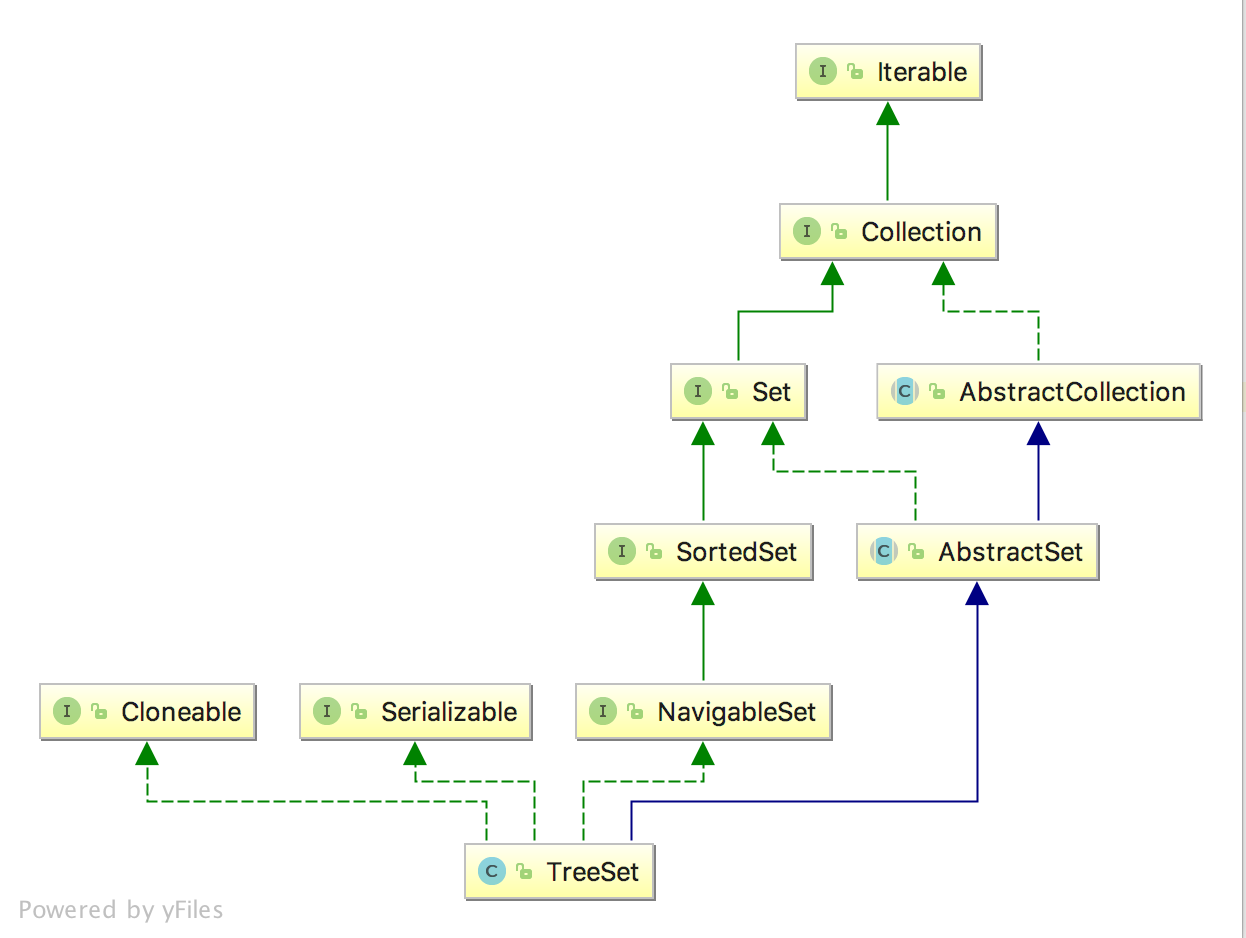 I Iterable
I Collection
I Set
C AbstractCollection
I SortedSet
C AbstractSet
I Cloneable
I Serializable
I NavigableSet
C TreeSet
Powered by yFiles